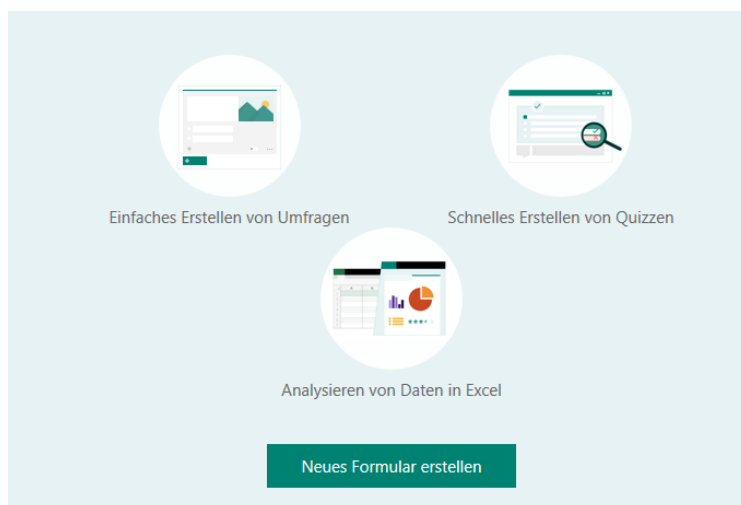 Einfaches Erstellen von Umfragen
Schnelles Erstellen von Quizzen
Analysieren von Daten in Excel
Neues Formular erstellen